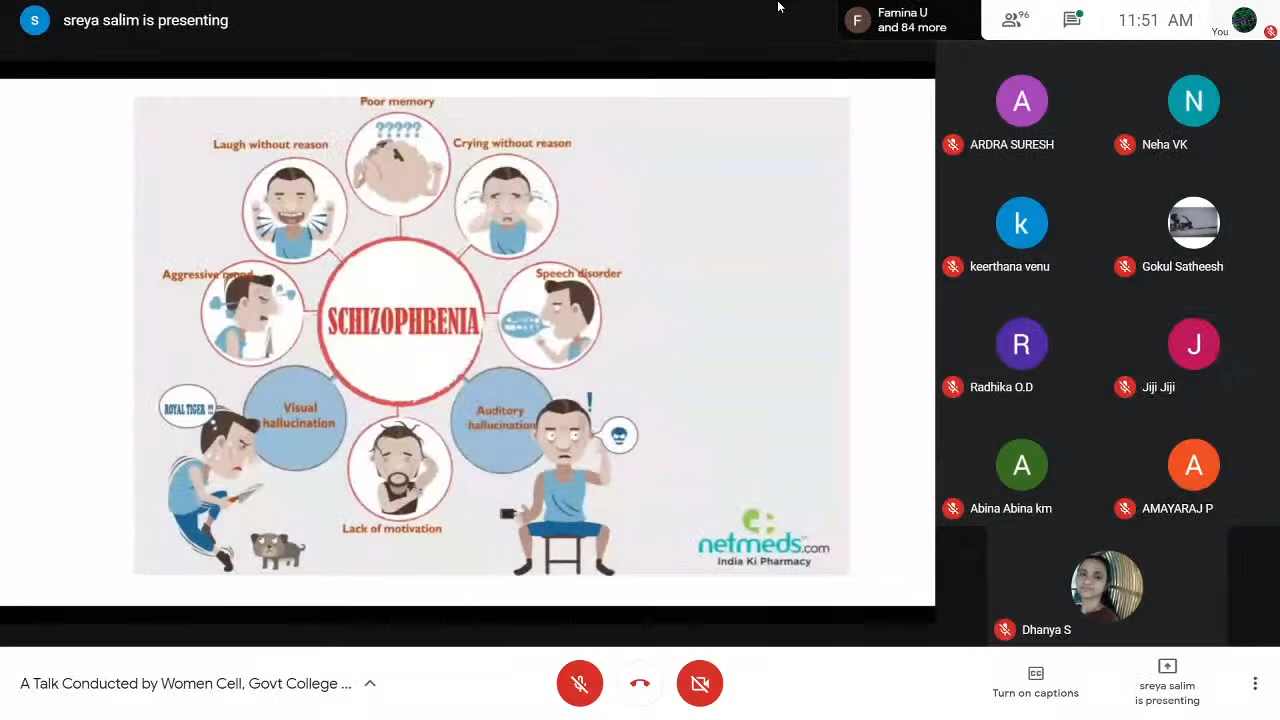 S
sreya salim is presenting
F
Famina U
and 84 more
96
11:51 AM
You
Poor memory
?????
Laugh without reason
Crying without reason
Aggressive mood
Speech disorder
SCHIZOPHRENIA
ROYAL TIGER !!
Visual
hallucination
Auditory
hallucination
!
Lack of motivation
netmeds.com
India Ki Pharmacy
A
ARDRA SURESH
N
Neha VK
k
keerthana venu
Gokul Satheesh
R
Radhika O.D
J
Jiji Jiji
A
Abina Abina km
A
AMAYARAJ P
Dhanya S
A Talk Conducted by Women Cell, Govt College ...
CC
Turn on captions
sreya salim
is presenting